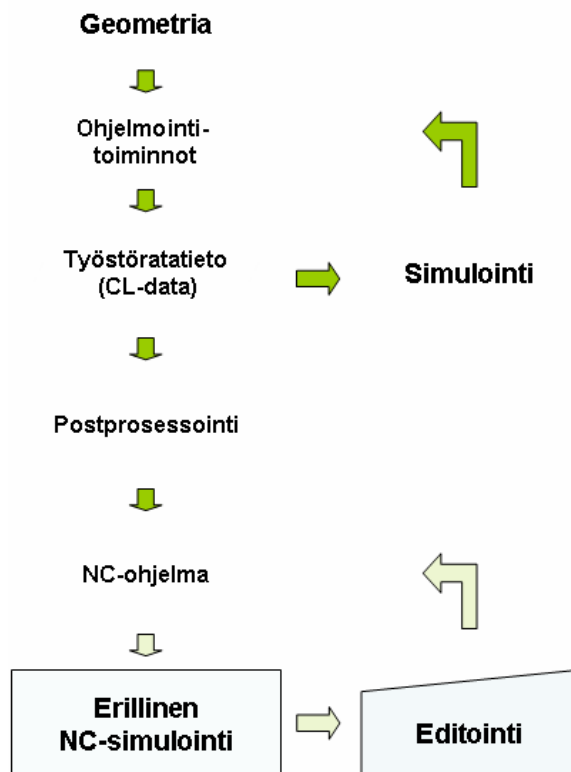 Geometria
Ohjelmointi-
toiminnot
Työstöratatieto
(CL-data)
Simulointi
Postprosessointi
NC-ohjelma
Erillinen
NC-simulointi
Editointi